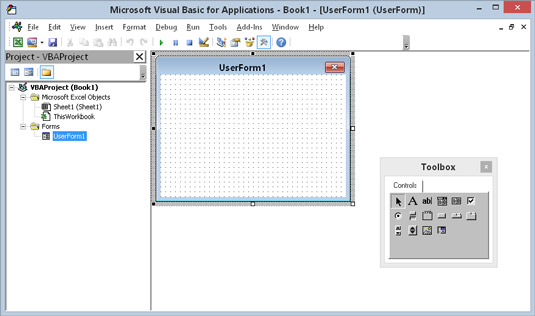 Microsoft Visual Basic for Applications - Book1 - [UserForm1 (UserForm)]
File Edit View Insert Format Debug Run Tools Add-Ins Window Help
Project - VBAProject
VBAProject (Book1)
Microsoft Excel Objects
Sheet1 (Sheet1)
ThisWorkbook
Forms
UserForm1
UserForm1
Toolbox
Controls
A ab|